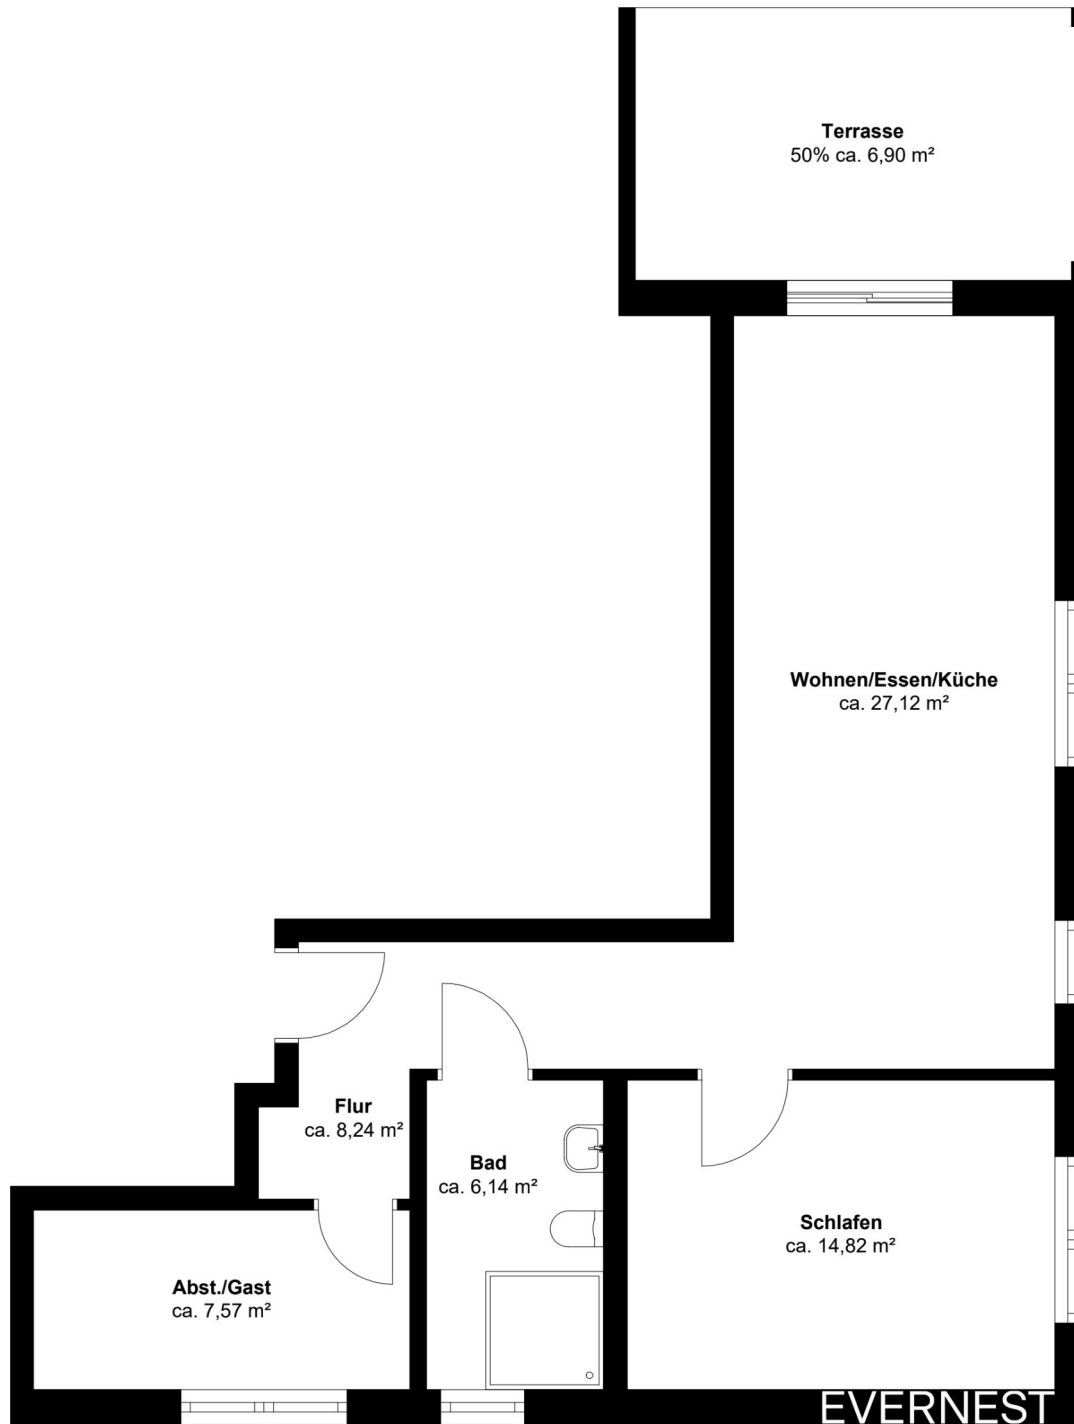 Terrasse
50% ca. 6,90 m²
Wohnen/Essen/Küche
ca. 27,12 m²
Flur
ca. 8,24 m²
Bad
ca. 6,14 m²
Schlafen
ca. 14,82 m²
Abst./Gast
ca. 7,57 m²
EVERNEST